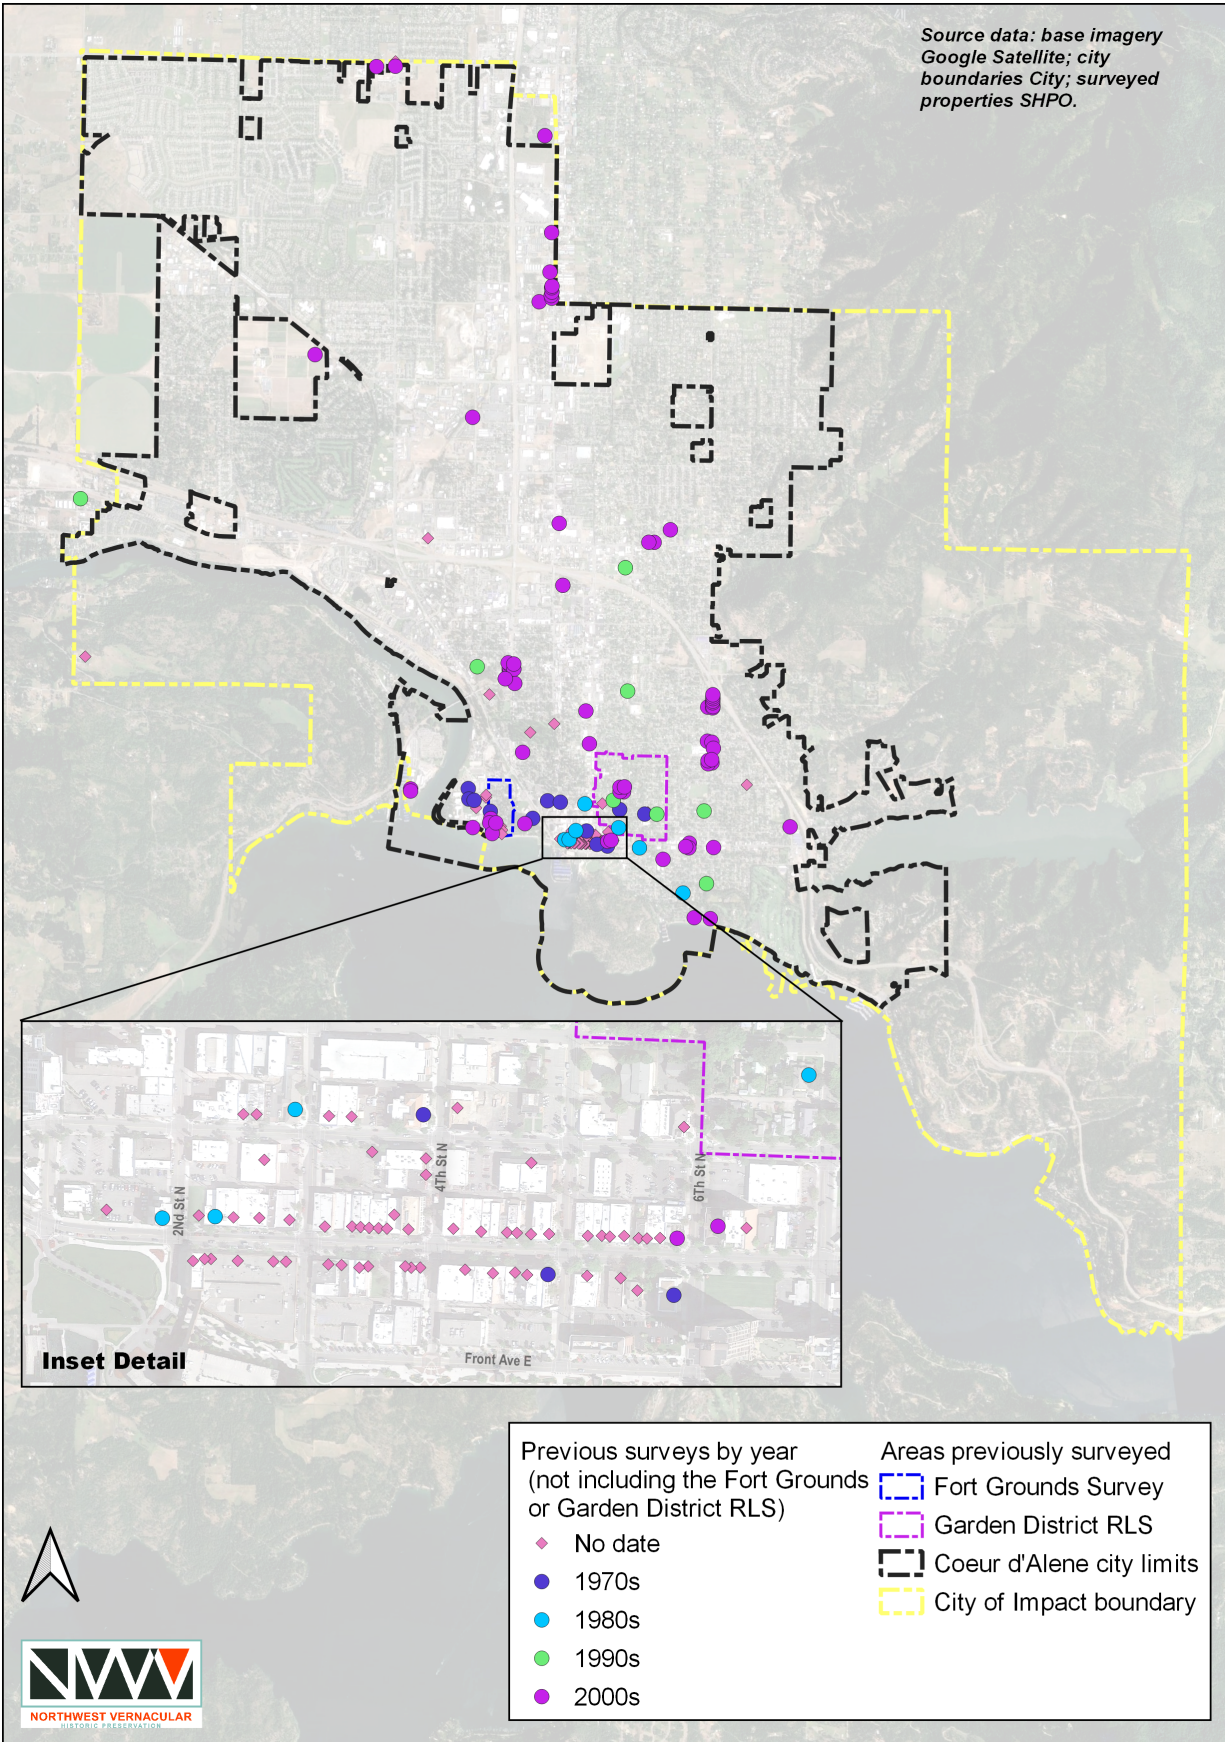 Source data: base imagery
Google Satellite; city
boundaries City; surveyed
properties SHPO.
4Th St N
6Th St N
2Nd St N
Front Ave E
Inset Detail
Previous surveys by year
(not including the Fort Grounds
or Garden District RLS)
No date
1970s
1980s
1990s
2000s
Areas previously surveyed
Fort Grounds Survey
Garden District RLS
Coeur d'Alene city limits
City of Impact boundary
NWV
NORTHWEST VERNACULAR
HISTORIC PRESERVATION